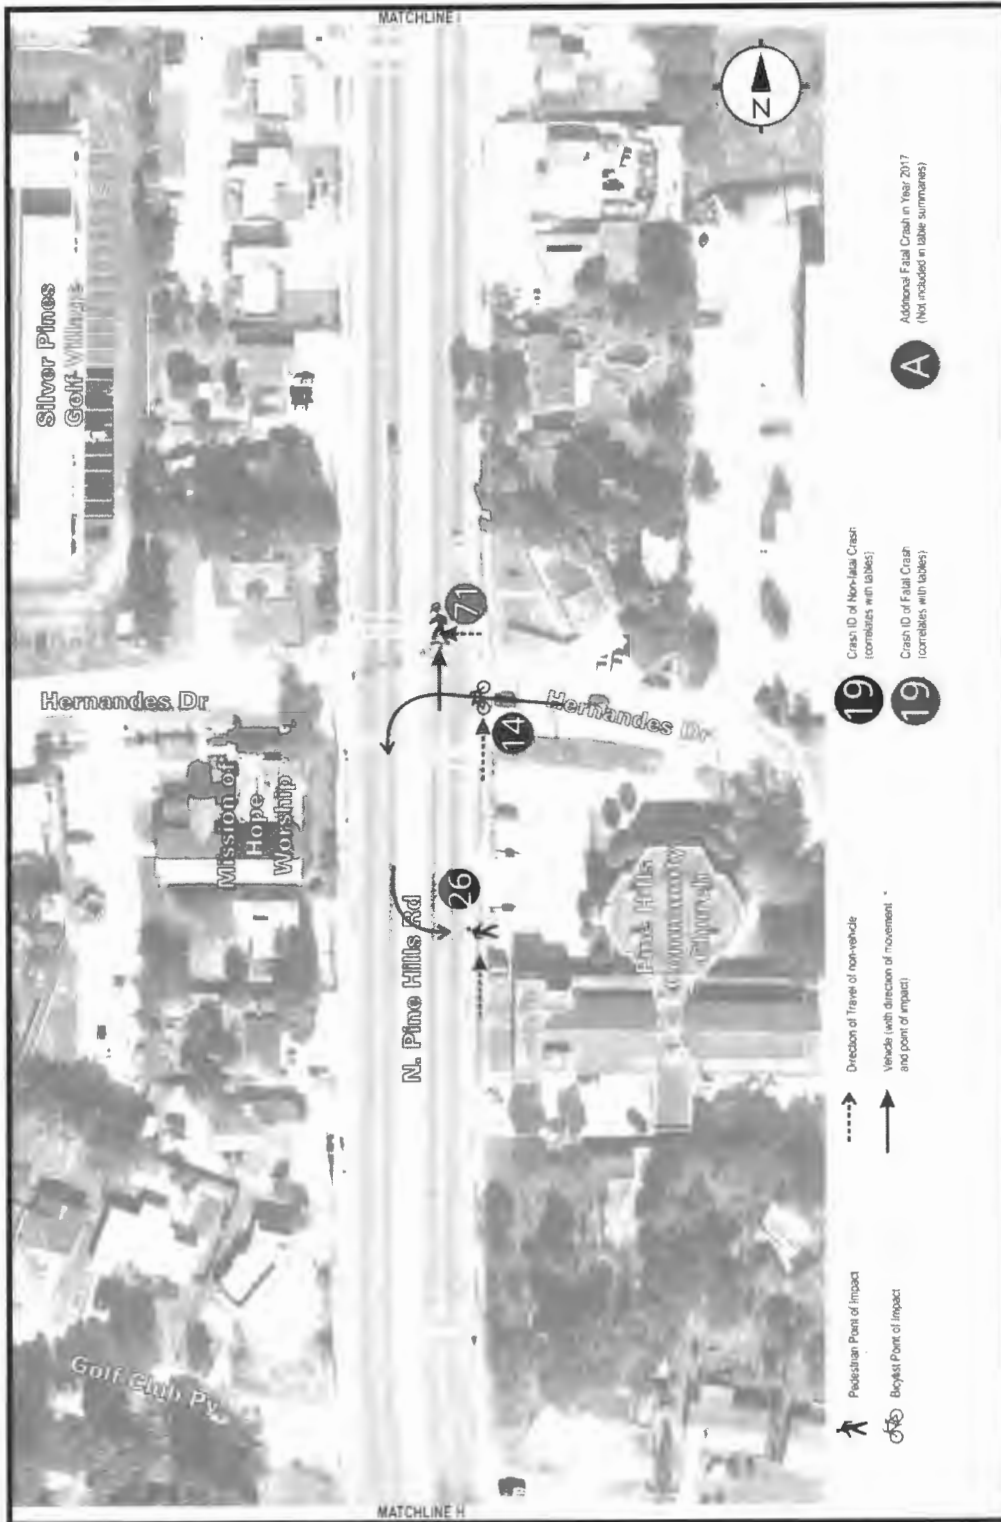 MATCHLINE I
Silver Pines
Golf Village
Hernandes Dr
Mission of
Hope
Worship
N. Pine Hills Rd
71
14
Hernandes Dr
26
Pine Hills
Community
Church
Golf Club Py
N
Pedestrian Point of Impact
Bicyclist Point of Impact
Direction of Travel of non-vehicle
Vehicle (with direction of movement *
and point of impact)
19
Crash ID of Non-fatal Crash
(correlates with tables)
19
Crash ID of Fatal Crash
(correlates with tables)
A
Additional Fatal Crash in Year 2017
(Not included in table summaries)
MATCHLINE H